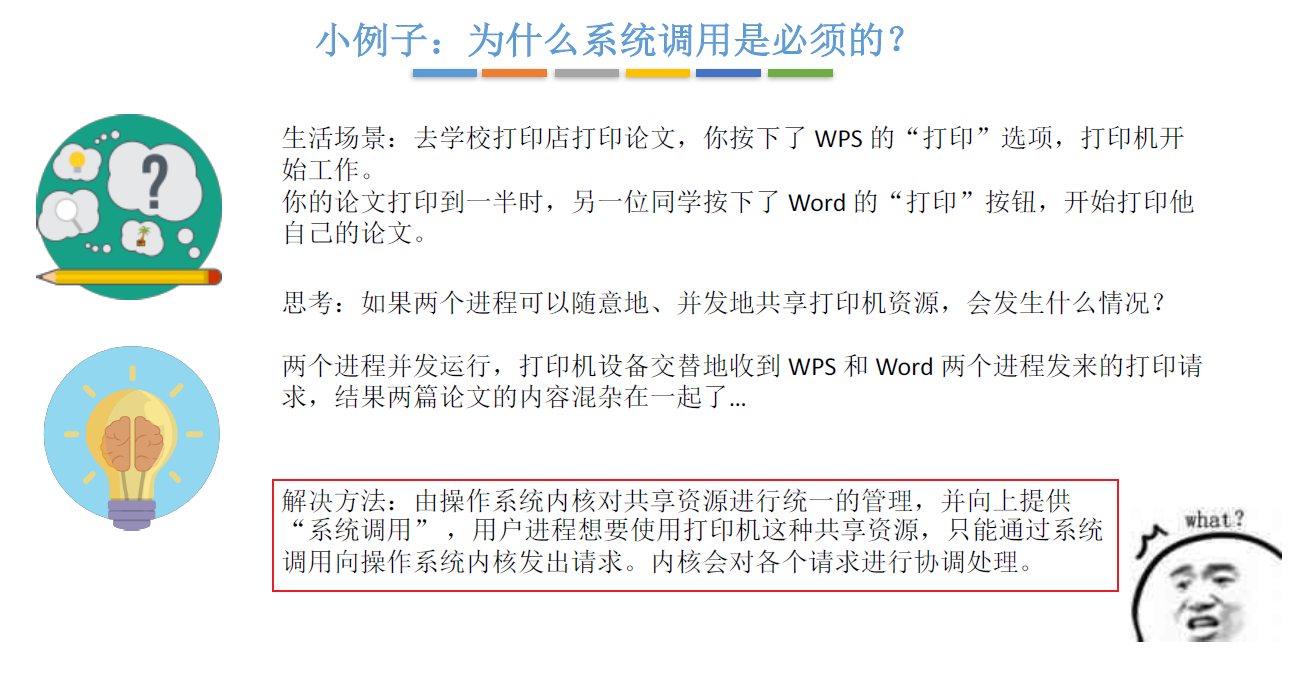 小例子：为什么系统调用是必须的？
生活场景：去学校打印店打印论文，你按下了 WPS 的“打印”选项，打印机开
始工作。
你的论文打印到一半时，另一位同学按下了 Word 的“打印”按钮，开始打印他
自己的论文。
思考：如果两个进程可以随意地、并发地共享打印机资源，会发生什么情况？
两个进程并发运行，打印机设备交替地收到 WPS 和 Word 两个进程发来的打印请
求，结果两篇论文的内容混杂在一起了...
解决方法：由操作系统内核对共享资源进行统一的管理，并向上提供
“系统调用”，用户进程想要使用打印机这种共享资源，只能通过系统
调用向操作系统内核发出请求。内核会对各个请求进行协调处理。
what?